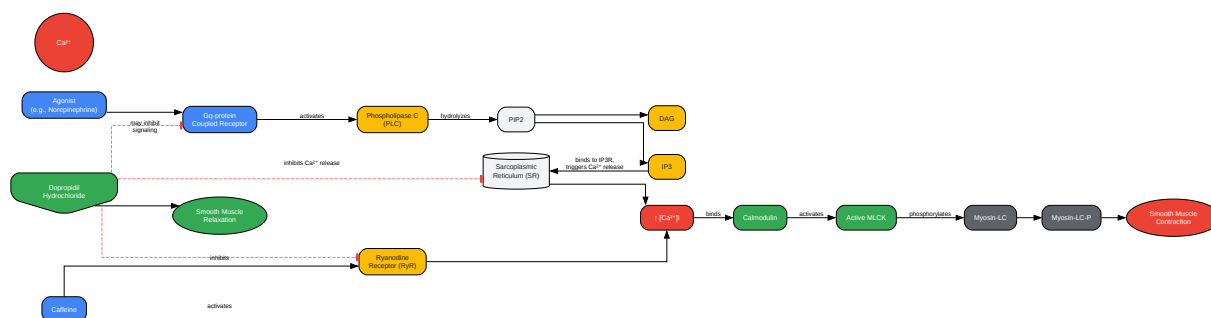 Ca²⁺
Agonist
(e.g., Norepinephrine)
may inhibit
signaling
Gq-protein
Coupled Receptor
activates
Phospholipase C
(PLC)
hydrolyzes
PIP2
DAG
IP3
binds to IP3R,
triggers Ca²⁺ release
inhibits Ca²⁺ release
Sarcoplasmic
Reticulum (SR)
Dopropidil
Hydrochloride
Smooth Muscle
Relaxation
↑ [Ca²⁺]i
binds
Calmodulin
activates
Active MLCK
phosphorylates
Myosin-LC
Myosin-LC-P
Smooth Muscle
Contraction
inhibits
Ryanodine
Receptor (RyR)
Caffeine
activates